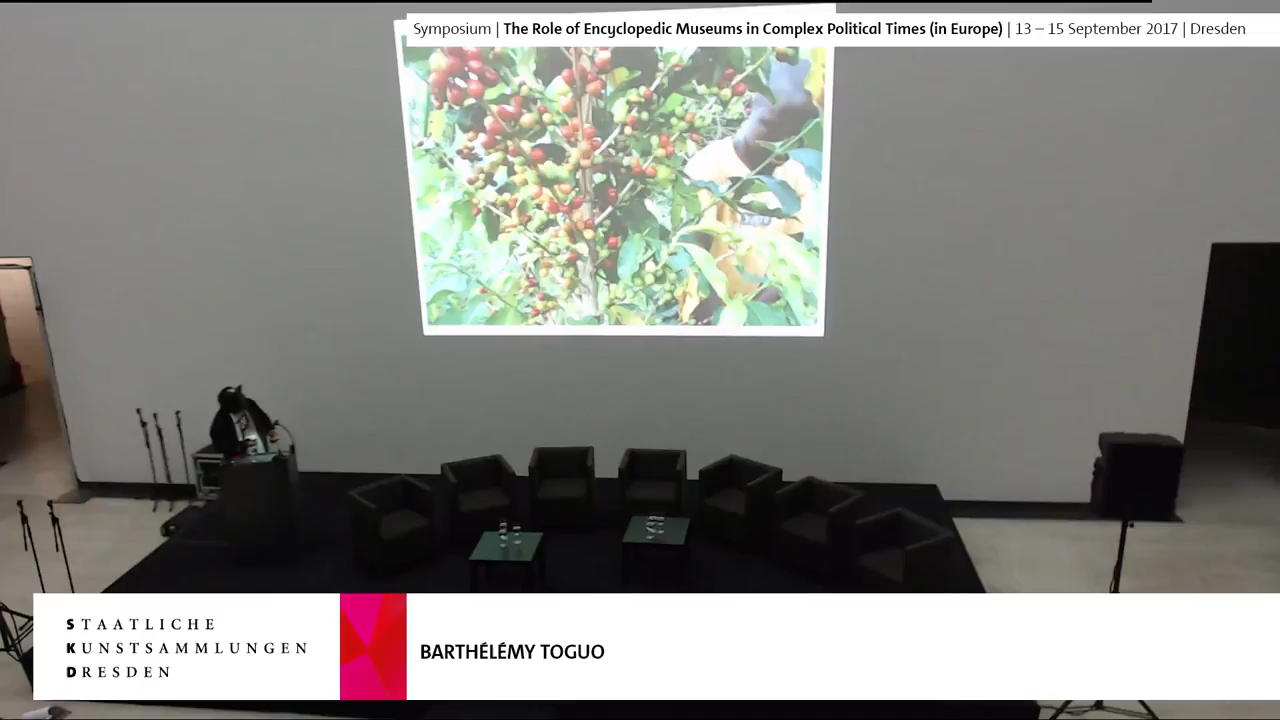 Symposium | The Role of Encyclopedic Museums in Complex Political Times (in Europe) | 13 – 15 September 2017 | Dresden
STAATLICHE
KUNSTSAMMLUNGEN
DRESDEN
BARTHÉLÉMY TOGUO